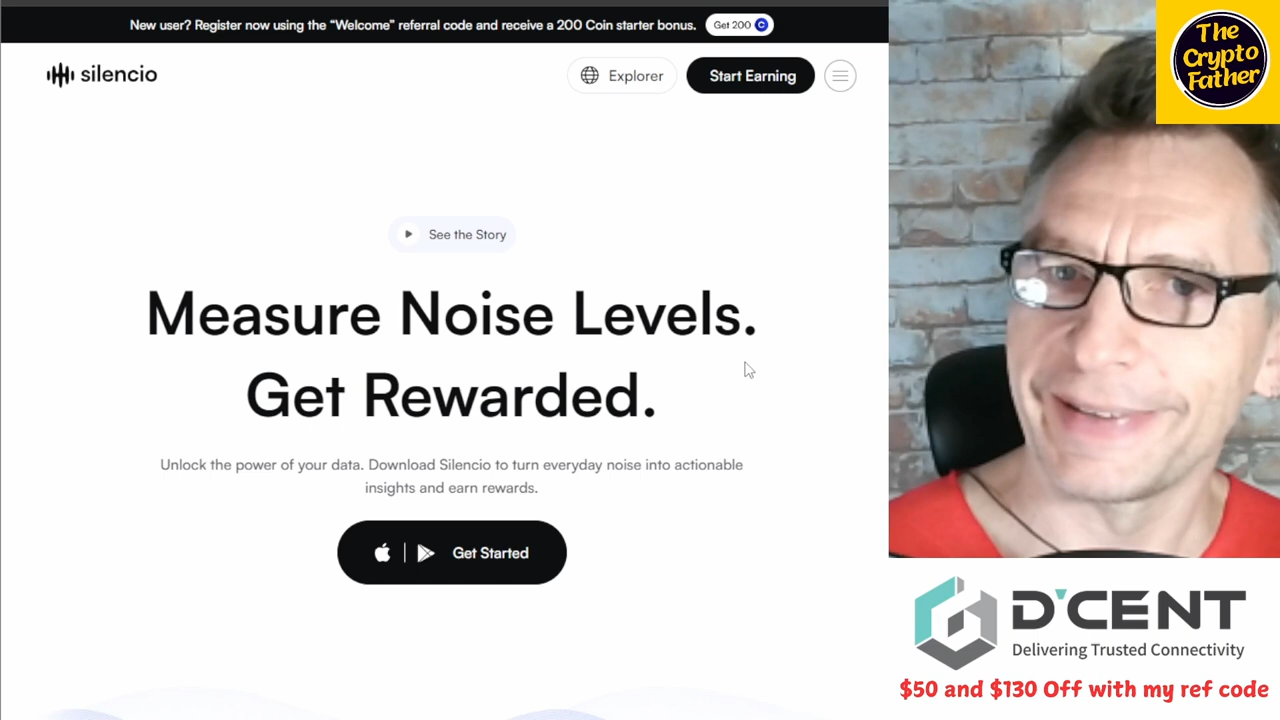 New user? Register now using the “Welcome” referral code and receive a 200 Coin starter bonus.
Get 200
silencio
Explorer
Start Earning
See the Story
Measure Noise Levels.
Get Rewarded.
Unlock the power of your data. Download Silencio to turn everyday noise into actionable
insights and earn rewards.
Get Started
The
Crypto
Father
D'CENT
Delivering Trusted Connectivity
$50 and $130 Off with my ref code